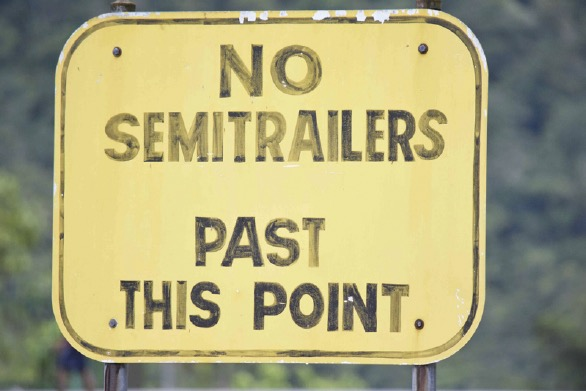 NO
SEMITRAILERS
PAST
THIS POINT